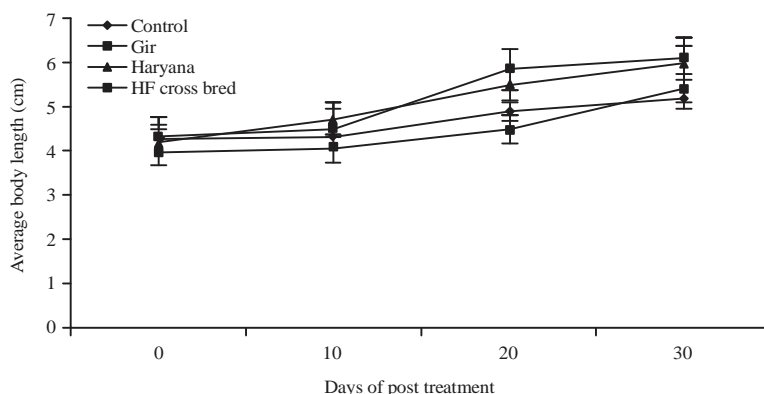 7
6
5
4
3
2
1
0
Average body length (cm)
Control
Gir
Haryana
HF cross bred
0 10 20 30
Days of post treatment